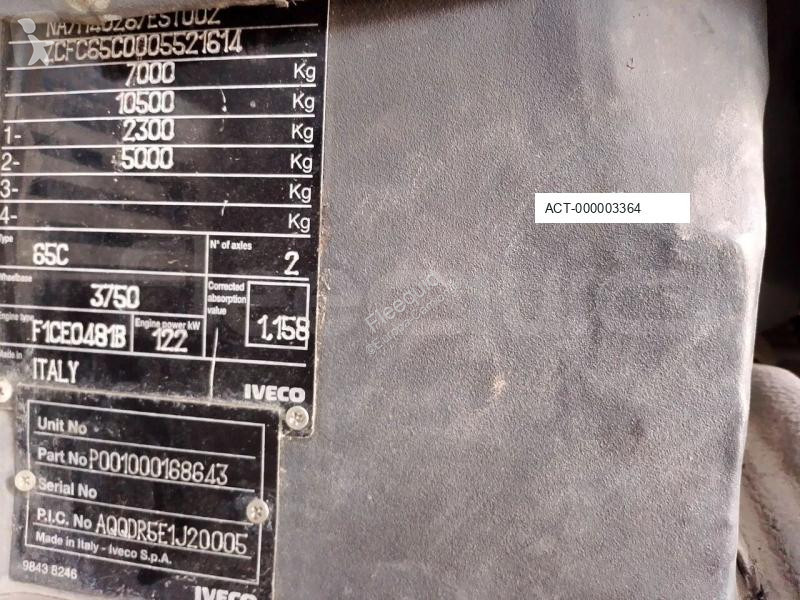 ZCFC65C0005521614
7000 Kg
10500 Kg
1- 2300 Kg
2- 5000 Kg
3- Kg
4- Kg
Type
65C
N° of axles
2
Wheelbase
3750
Corrected absorption value
1,158
Engine type
F1CE0481B
Engine power kW
122
Made in
ITALY
IVECO
Unit No
Part No P001000168643
Serial No
P.I.C. No AQQDR5E1J20005
Made in Italy - Iveco S.p.A.
9843 8246
IVECO
ACT-000003364